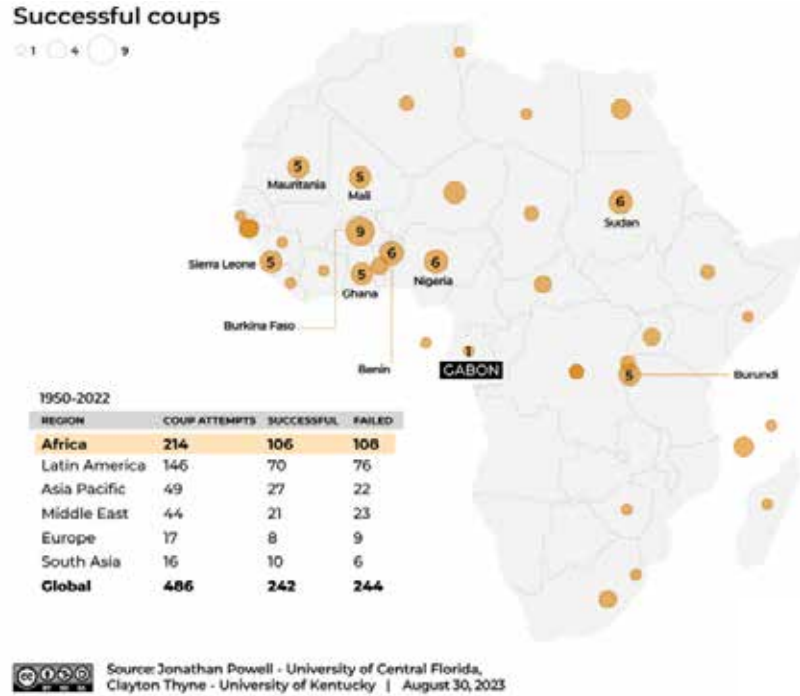 Successful coups
1 4 9
5
Mauritania
5
Mali
6
Sudan
9
6
6
Nigeria
Sierra Leone
5
5
Ghana
Burkina Faso
Benin
1
GABON
5
Burundi
1950-2022
REGION COUP ATTEMPTS SUCCESSFUL FAILED
Africa 214 106 108
Latin America 146 70 76
Asia Pacific 49 27 22
Middle East 44 21 23
Europe 17 8 9
South Asia 16 10 6
Global 486 242 244
Source: Jonathan Powell - University of Central Florida,
Clayton Thyne - University of Kentucky | August 30, 2023